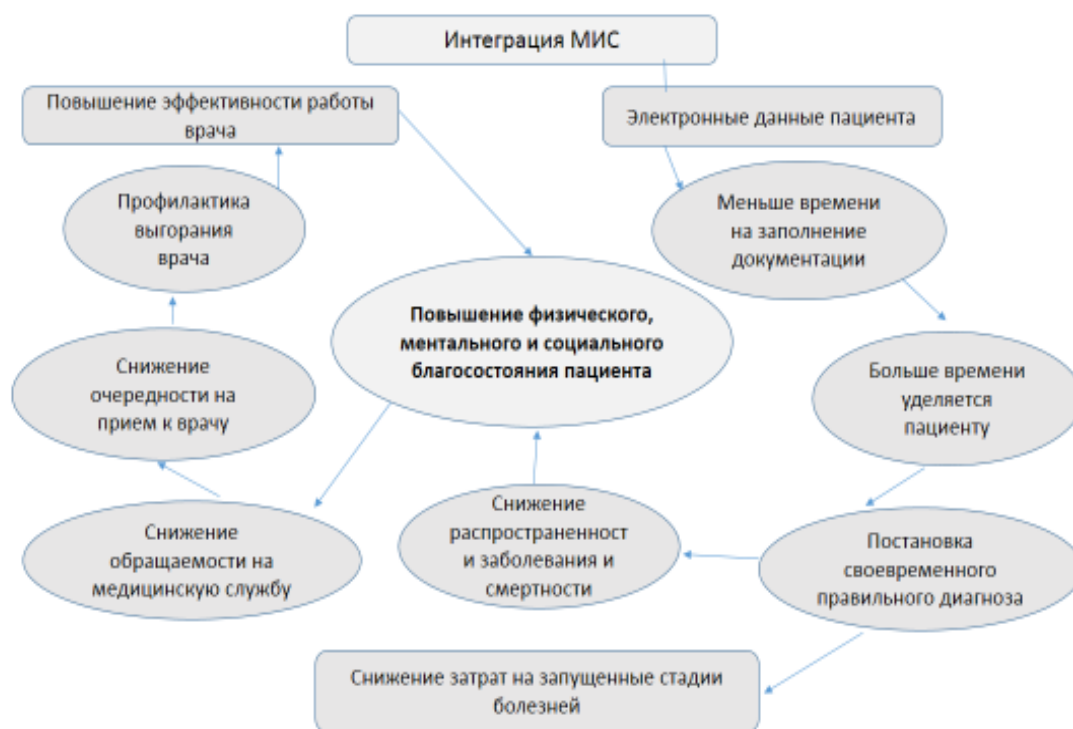 Интеграция МИС
Повышение эффективности работы
врача
Электронные данные пациента
Профилактика
выгорания
врача
Меньше времени
на заполнение
документации
Повышение физического,
ментального и социального
благосостояния пациента
Снижение
очередности на
прием к врачу
Больше времени
уделяется
пациенту
Снижение
обращаемости на
медицинскую службу
Снижение
распространенност
и заболевания и
смертности
Постановка
своевременного
правильного диагноза
Снижение затрат на запущенные стадии
болезней